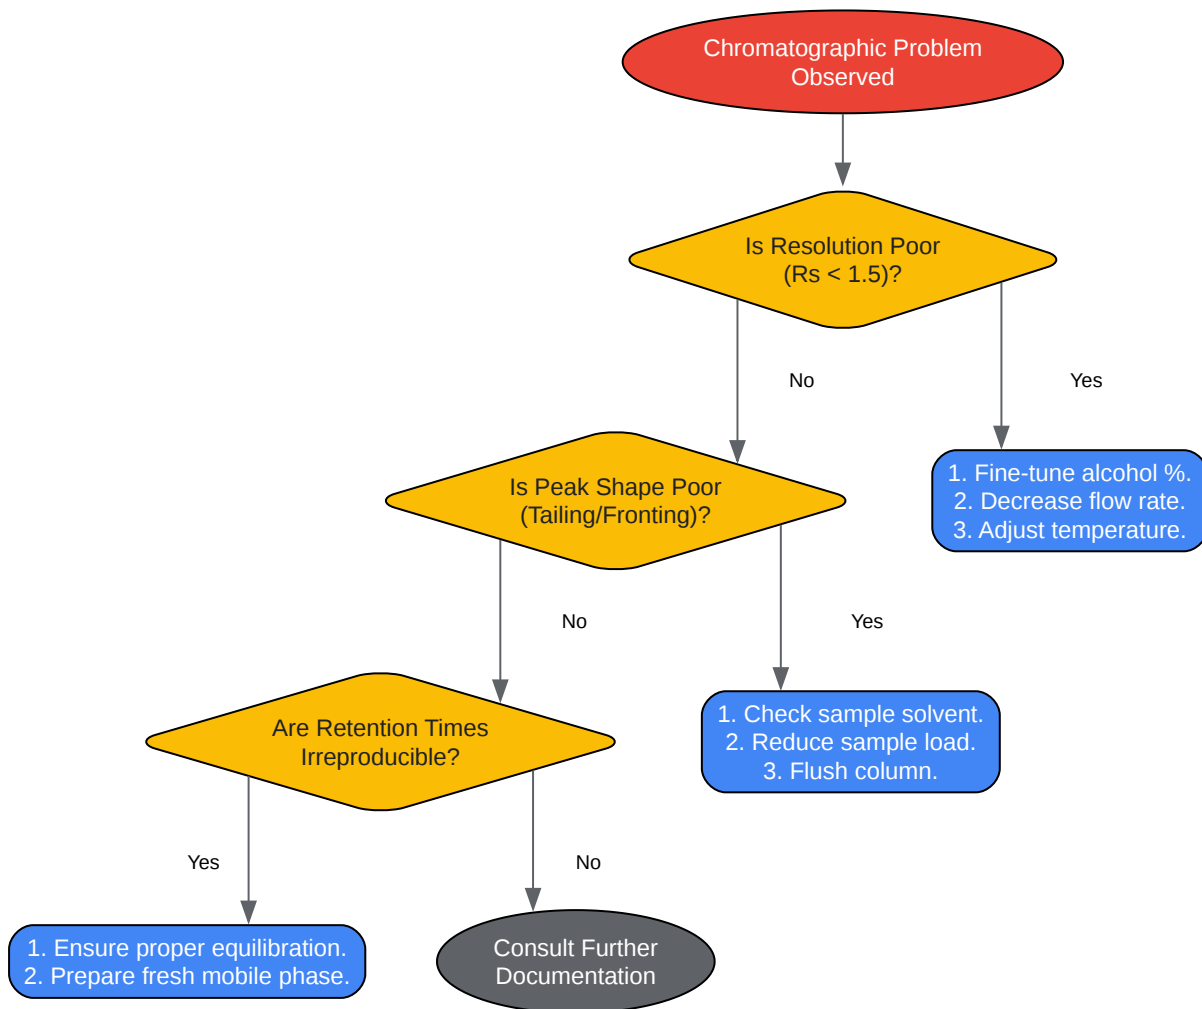 Chromatographic Problem
Observed
Is Resolution Poor
(Rs < 1.5)?
No
Yes
1. Fine-tune alcohol %.
2. Decrease flow rate.
3. Adjust temperature.
Is Peak Shape Poor
(Tailing/Fronting)?
No
Yes
1. Check sample solvent.
2. Reduce sample load.
3. Flush column.
Are Retention Times
Irreproducible?
Yes
No
1. Ensure proper equilibration.
2. Prepare fresh mobile phase.
Consult Further
Documentation